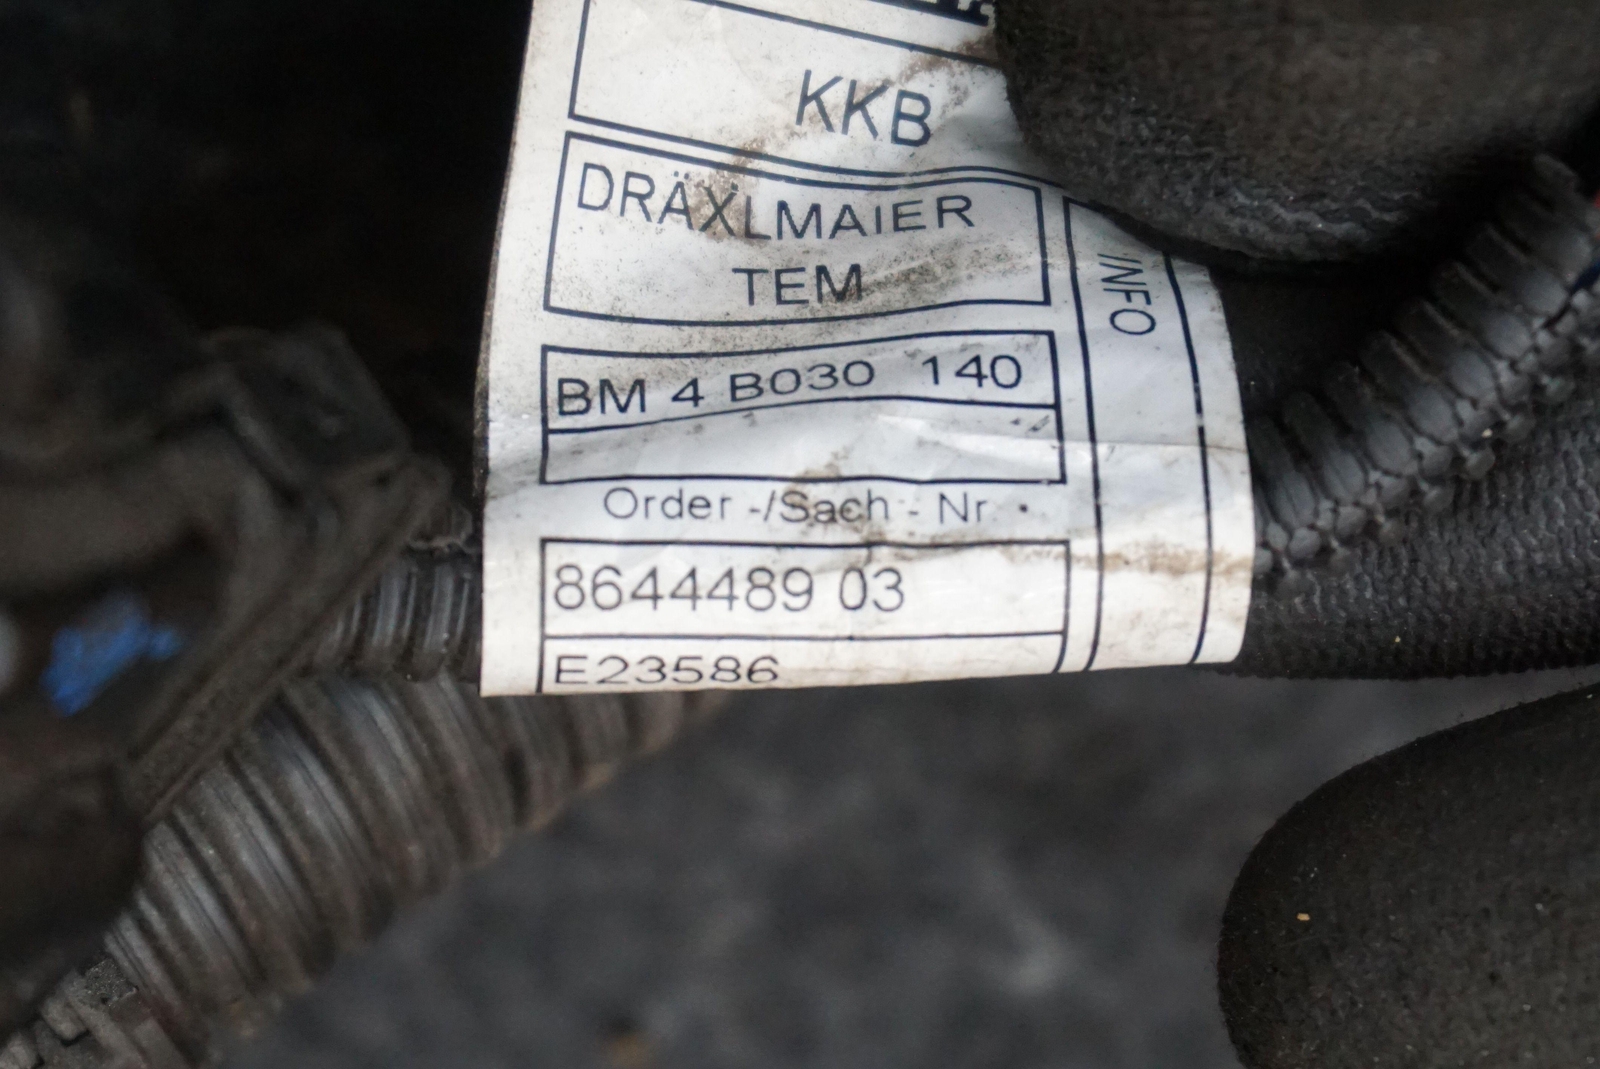 KKB
DRÄXLMAIER
TEM
INFO
BM 4 B030 140
Order -/Sach - Nr.
8644489 03
E23586